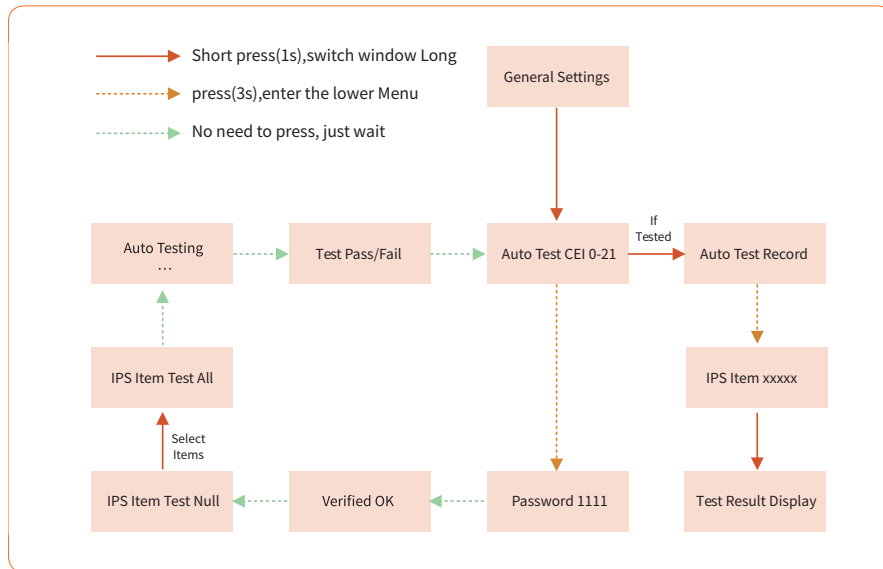 Short press(1s),switch window Long
press(3s),enter the lower Menu
No need to press, just wait
General Settings
Auto Testing
...
Test Pass/Fail
Auto Test CEI 0-21
If
Tested
Auto Test Record
IPS Item Test All
IPS Item xxxxx
Select
Items
IPS Item Test Null
Verified OK
Password 1111
Test Result Display